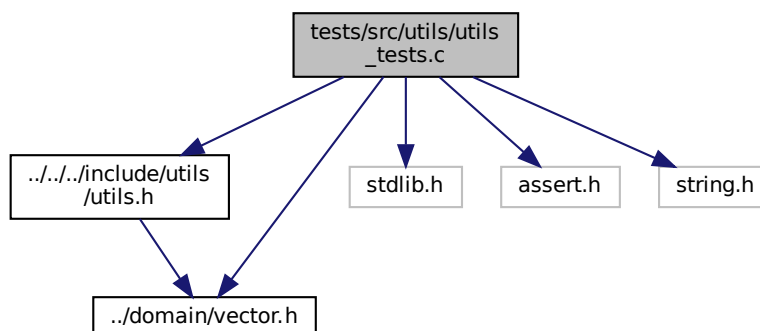 tests/src/utils/utils
_tests.c
../../../include/utils
/utils.h
stdlib.h
assert.h
string.h
../domain/vector.h